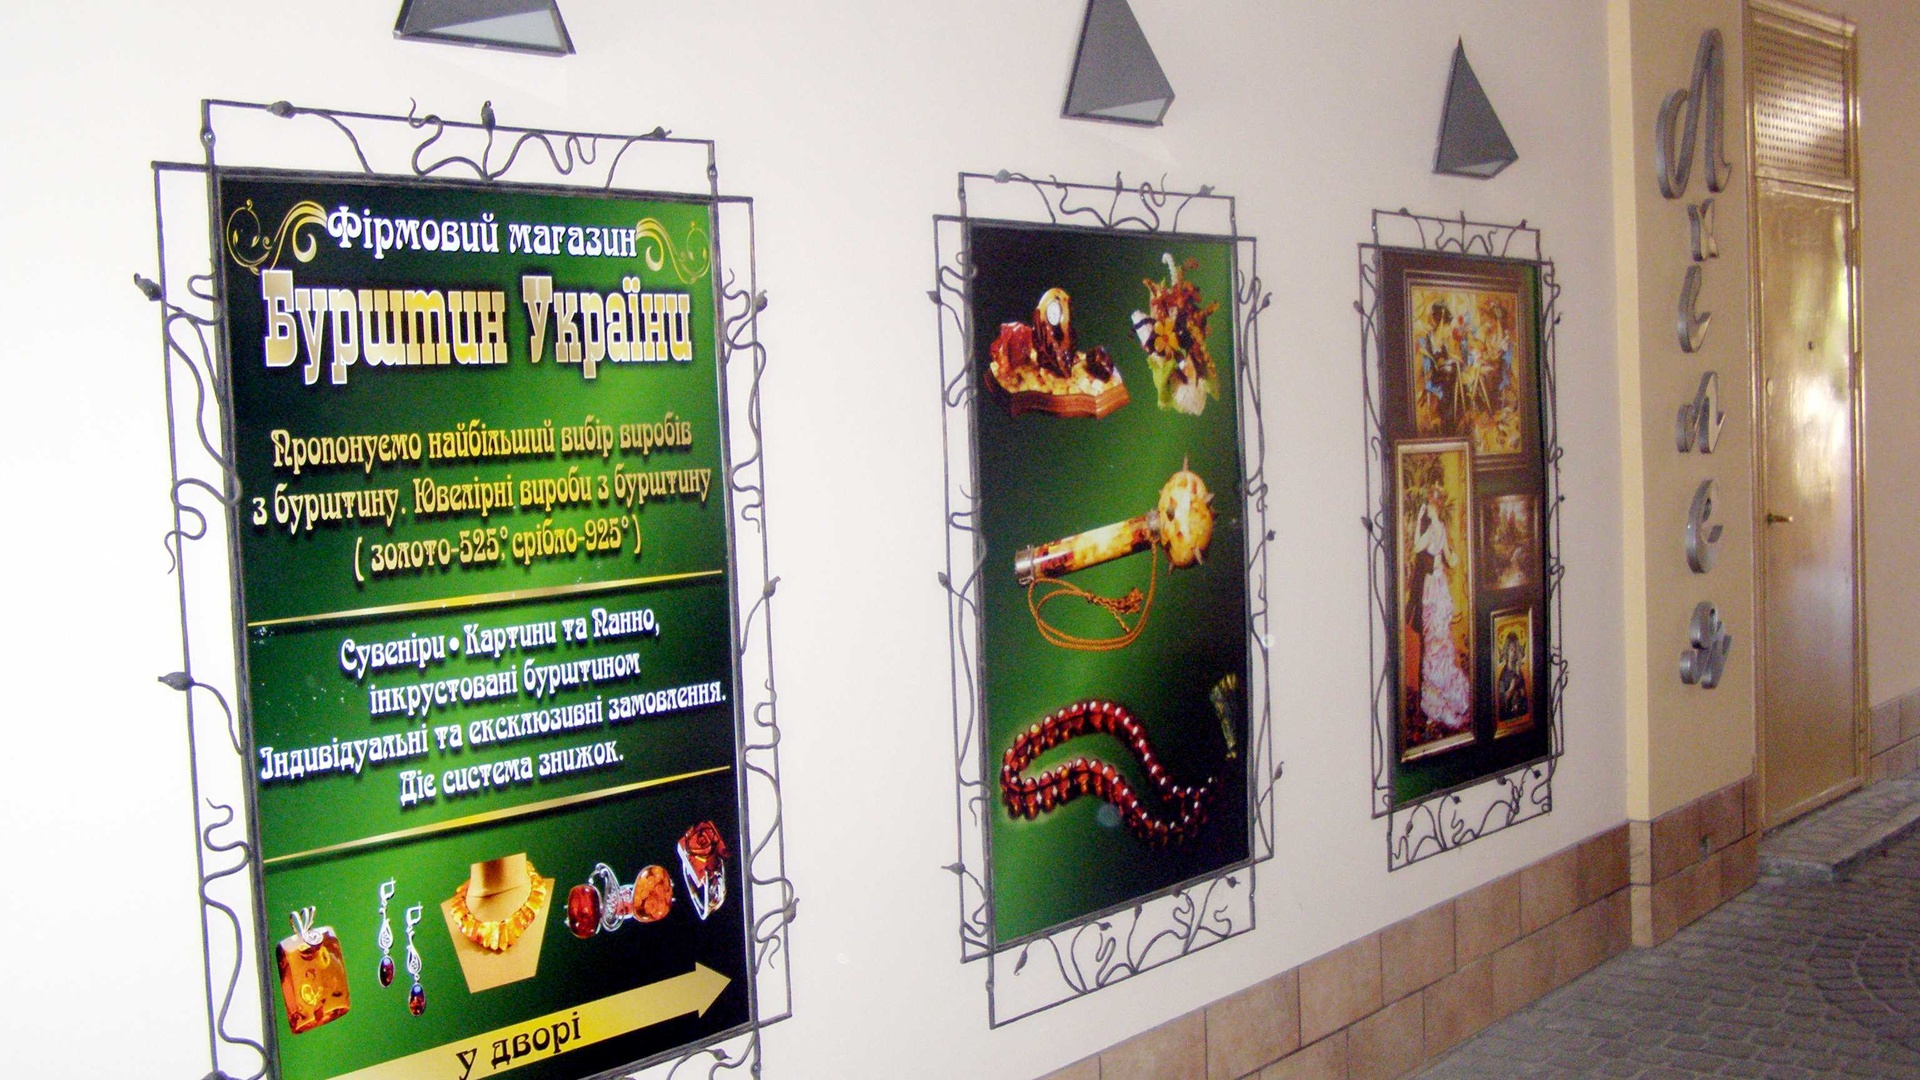 Фірмовий магазин
Бурштин України
Пропонуємо найбільший вибір виробів
з бурштину. Ювелірні вироби з бурштину
( золото-525° срібло-925° )
Сувеніри • Картини та Панно,
інкрустовані бурштином
Індивідуальні та ексклюзивні замовлення.
Діє система знижок.
у дворі